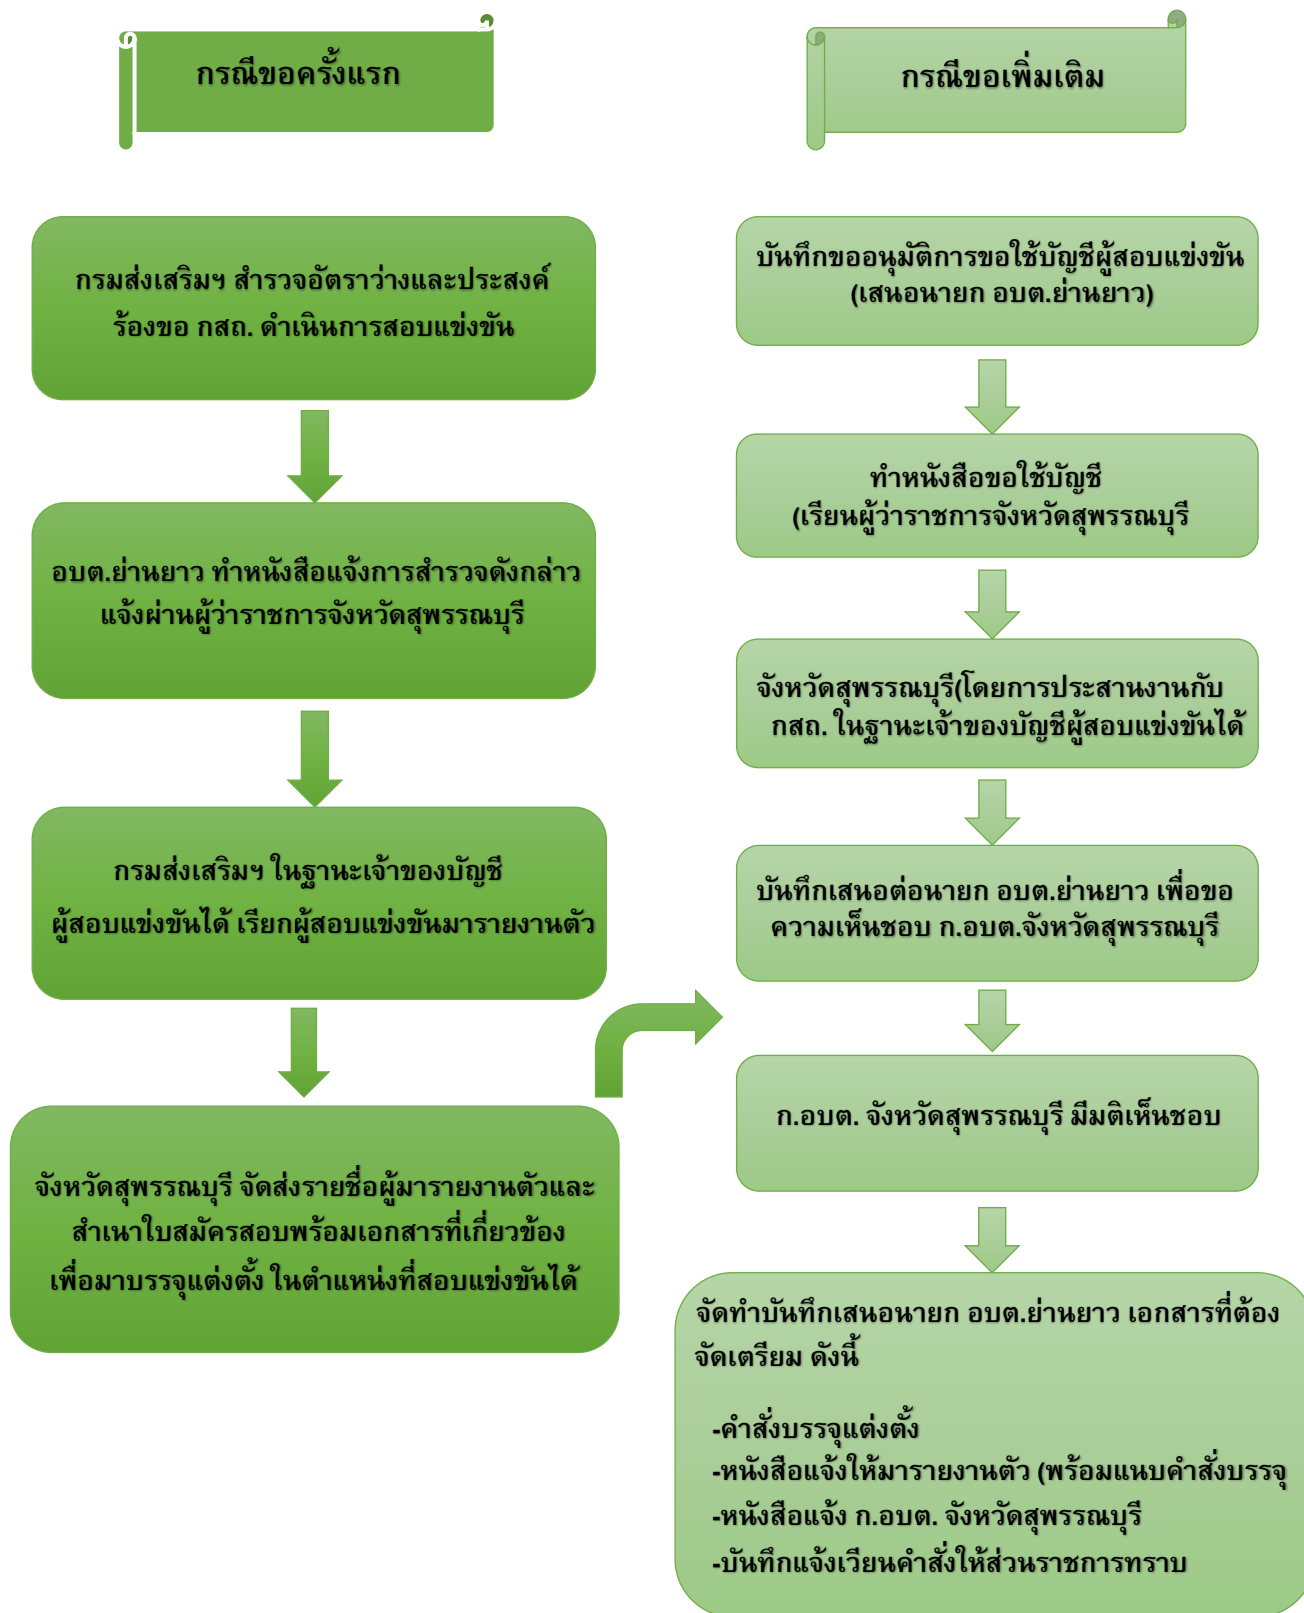 กรณีขอครั้งแรก
กรมส่งเสริมฯ สำรวจอัตราว่างและประสงค์
ร้องขอ กสถ. ดำเนินการสอบแข่งขัน
อบต.ย่านยาว ทำหนังสือแจ้งการสำรวจดังกล่าว
แจ้งผ่านผู้ว่าราชการจังหวัดสุพรรณบุรี
กรมส่งเสริมฯ ในฐานะเจ้าของบัญชี
ผู้สอบแข่งขันได้ เรียกผู้สอบแข่งขันมารายงานตัว
จังหวัดสุพรรณบุรี จัดส่งรายชื่อผู้มารายงานตัวและ
สำเนาใบสมัครสอบพร้อมเอกสารที่เกี่ยวข้อง
เพื่อมาบรรจุแต่งตั้ง ในตำแหน่งที่สอบแข่งขันได้
กรณีขอเพิ่มเติม
บันทึกขออนุมัติการขอใช้บัญชีผู้สอบแข่งขัน
(เสนอนายก อบต.ย่านยาว)
ทำหนังสือขอใช้บัญชี
(เรียนผู้ว่าราชการจังหวัดสุพรรณบุรี
จังหวัดสุพรรณบุรี(โดยการประสานงานกับ
กสถ. ในฐานะเจ้าของบัญชีผู้สอบแข่งขันได้
บันทึกเสนอต่อนายก อบต.ย่านยาว เพื่อขอ
ความเห็นชอบ ก.อบต.จังหวัดสุพรรณบุรี
ก.อบต. จังหวัดสุพรรณบุรี มีมติเห็นชอบ
จัดทำบันทึกเสนอนายก อบต.ย่านยาว เอกสารที่ต้อง
จัดเตรียม ดังนี้
-คำสั่งบรรจุแต่งตั้ง
-หนังสือแจ้งให้มารายงานตัว (พร้อมแนบคำสั่งบรรจุ
-หนังสือแจ้ง ก.อบต. จังหวัดสุพรรณบุรี
-บันทึกแจ้งเวียนคำสั่งให้ส่วนราชการทราบ